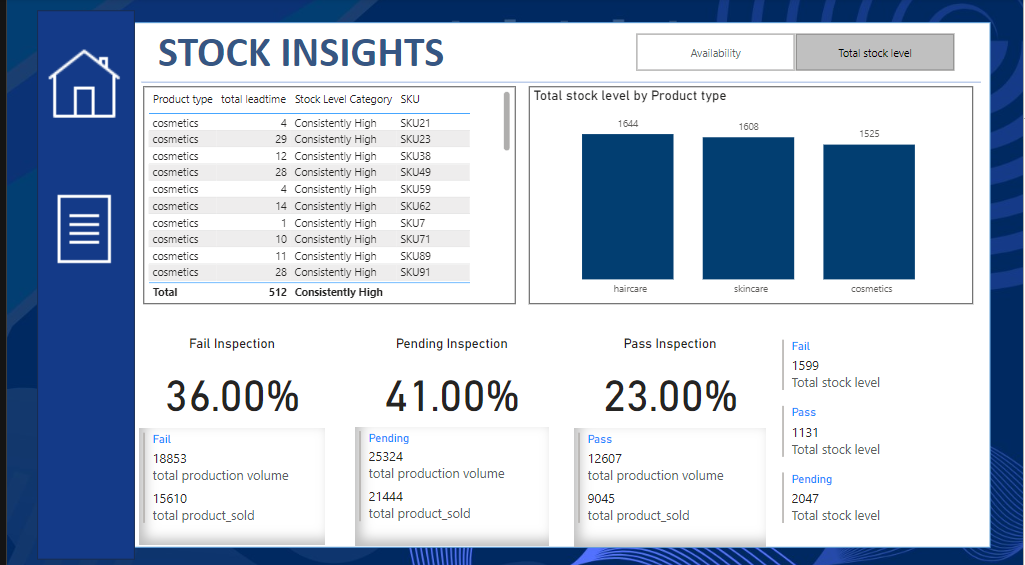 STOCK INSIGHTS
Availability
Total stock level
Product type total leadtime Stock Level Category SKU
cosmetics 4 Consistently High SKU21
cosmetics 29 Consistently High SKU23
cosmetics 12 Consistently High SKU38
cosmetics 28 Consistently High SKU49
cosmetics 4 Consistently High SKU59
cosmetics 14 Consistently High SKU62
cosmetics 1 Consistently High SKU7
cosmetics 10 Consistently High SKU71
cosmetics 11 Consistently High SKU89
cosmetics 28 Consistently High SKU91
Total 512 Consistently High
Total stock level by Product type
1644 1608 1525
haircare skincare cosmetics
Fail Inspection
36.00%
Fail
18853
total production volume
15610
total product_sold
Pending Inspection
41.00%
Pending
25324
total production volume
21444
total product_sold
Pass Inspection
23.00%
Pass
12607
total production volume
9045
total product_sold
Fail
1599
Total stock level
Pass
1131
Total stock level
Pending
2047
Total stock level